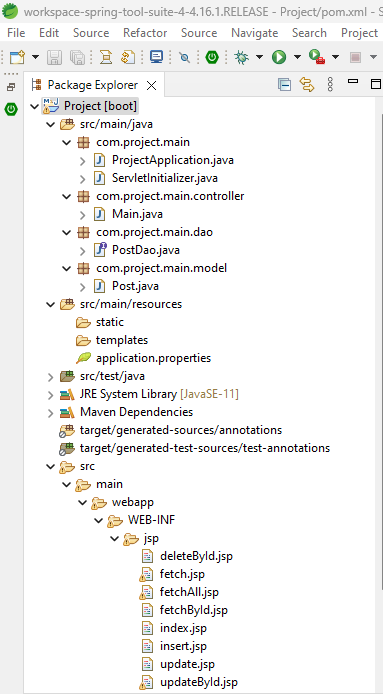 workspace-spring-tool-suite-4-4.16.1.RELEASE - Project/pom.xml - S
File Edit Source Refactor Source Navigate Search Project
Package Explorer
Project [boot]
src/main/java
com.project.main
ProjectApplication.java
ServletInitializer.java
com.project.main.controller
Main.java
com.project.main.dao
PostDao.java
com.project.main.model
Post.java
src/main/resources
static
templates
application.properties
src/test/java
JRE System Library [JavaSE-11]
Maven Dependencies
target/generated-sources/annotations
target/generated-test-sources/test-annotations
src
main
webapp
WEB-INF
jsp
deleteById.jsp
fetch.jsp
fetchAll.jsp
fetchById.jsp
index.jsp
insert.jsp
update.jsp
updateById.jsp